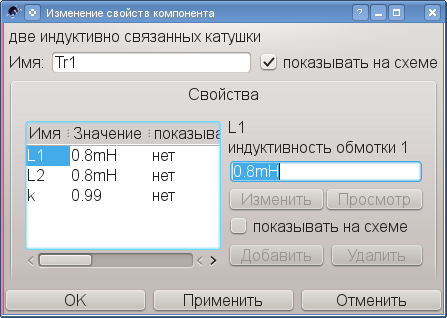 Изменение свойств компонента
две индуктивно связанных катушки
Имя: Tr1 показывать на схеме
Свойства
Имя Значение показыва
L1 0.8mH нет
L2 0.8mH нет
k 0.99 нет
L1
индуктивность обмотки 1
0.8mH
Изменить Просмотр
показывать на схеме
Добавить Удалить
OK Применить Отменить